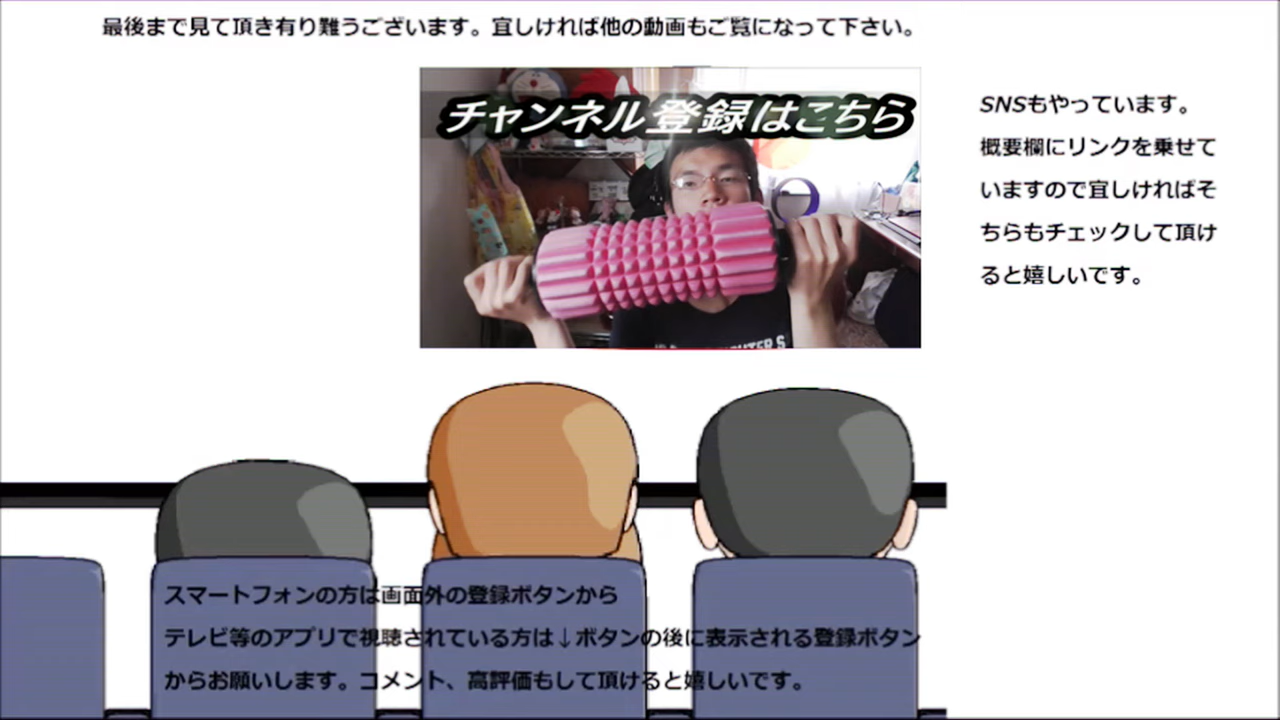 最後まで見て頂き有り難うございます。宜しければ他の動画もご覧になって下さい。
チャンネル登録はこちら
SNSもやっています。
概要欄にリンクを乗せて
いますので宜しければそ
ちらもチェックして頂け
ると嬉しいです。
スマートフォンの方は画面外の登録ボタンから
テレビ等のアプリで視聴されている方は↓ボタンの後に表示される登録ボタン
からお願いします。コメント、高評価もして頂けると嬉しいです。